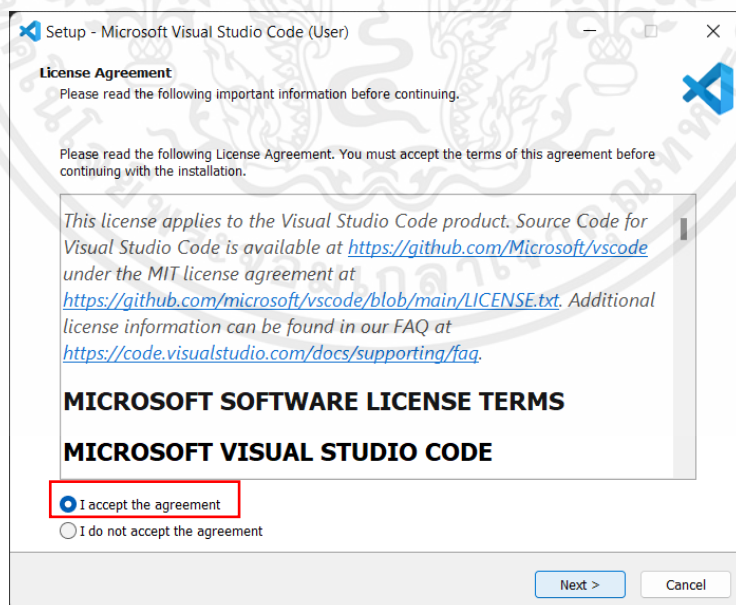 Setup - Microsoft Visual Studio Code (User)
License Agreement
Please read the following important information before continuing.
Please read the following License Agreement. You must accept the terms of this agreement before
continuing with the installation.
This license applies to the Visual Studio Code product. Source Code for
Visual Studio Code is available at https://github.com/Microsoft/vscode
under the MIT license agreement at
https://github.com/microsoft/vscode/blob/main/LICENSE.txt. Additional
license information can be found in our FAQ at
https://code.visualstudio.com/docs/supporting/faq.
MICROSOFT SOFTWARE LICENSE TERMS
MICROSOFT VISUAL STUDIO CODE
I accept the agreement
I do not accept the agreement
Next >
Cancel